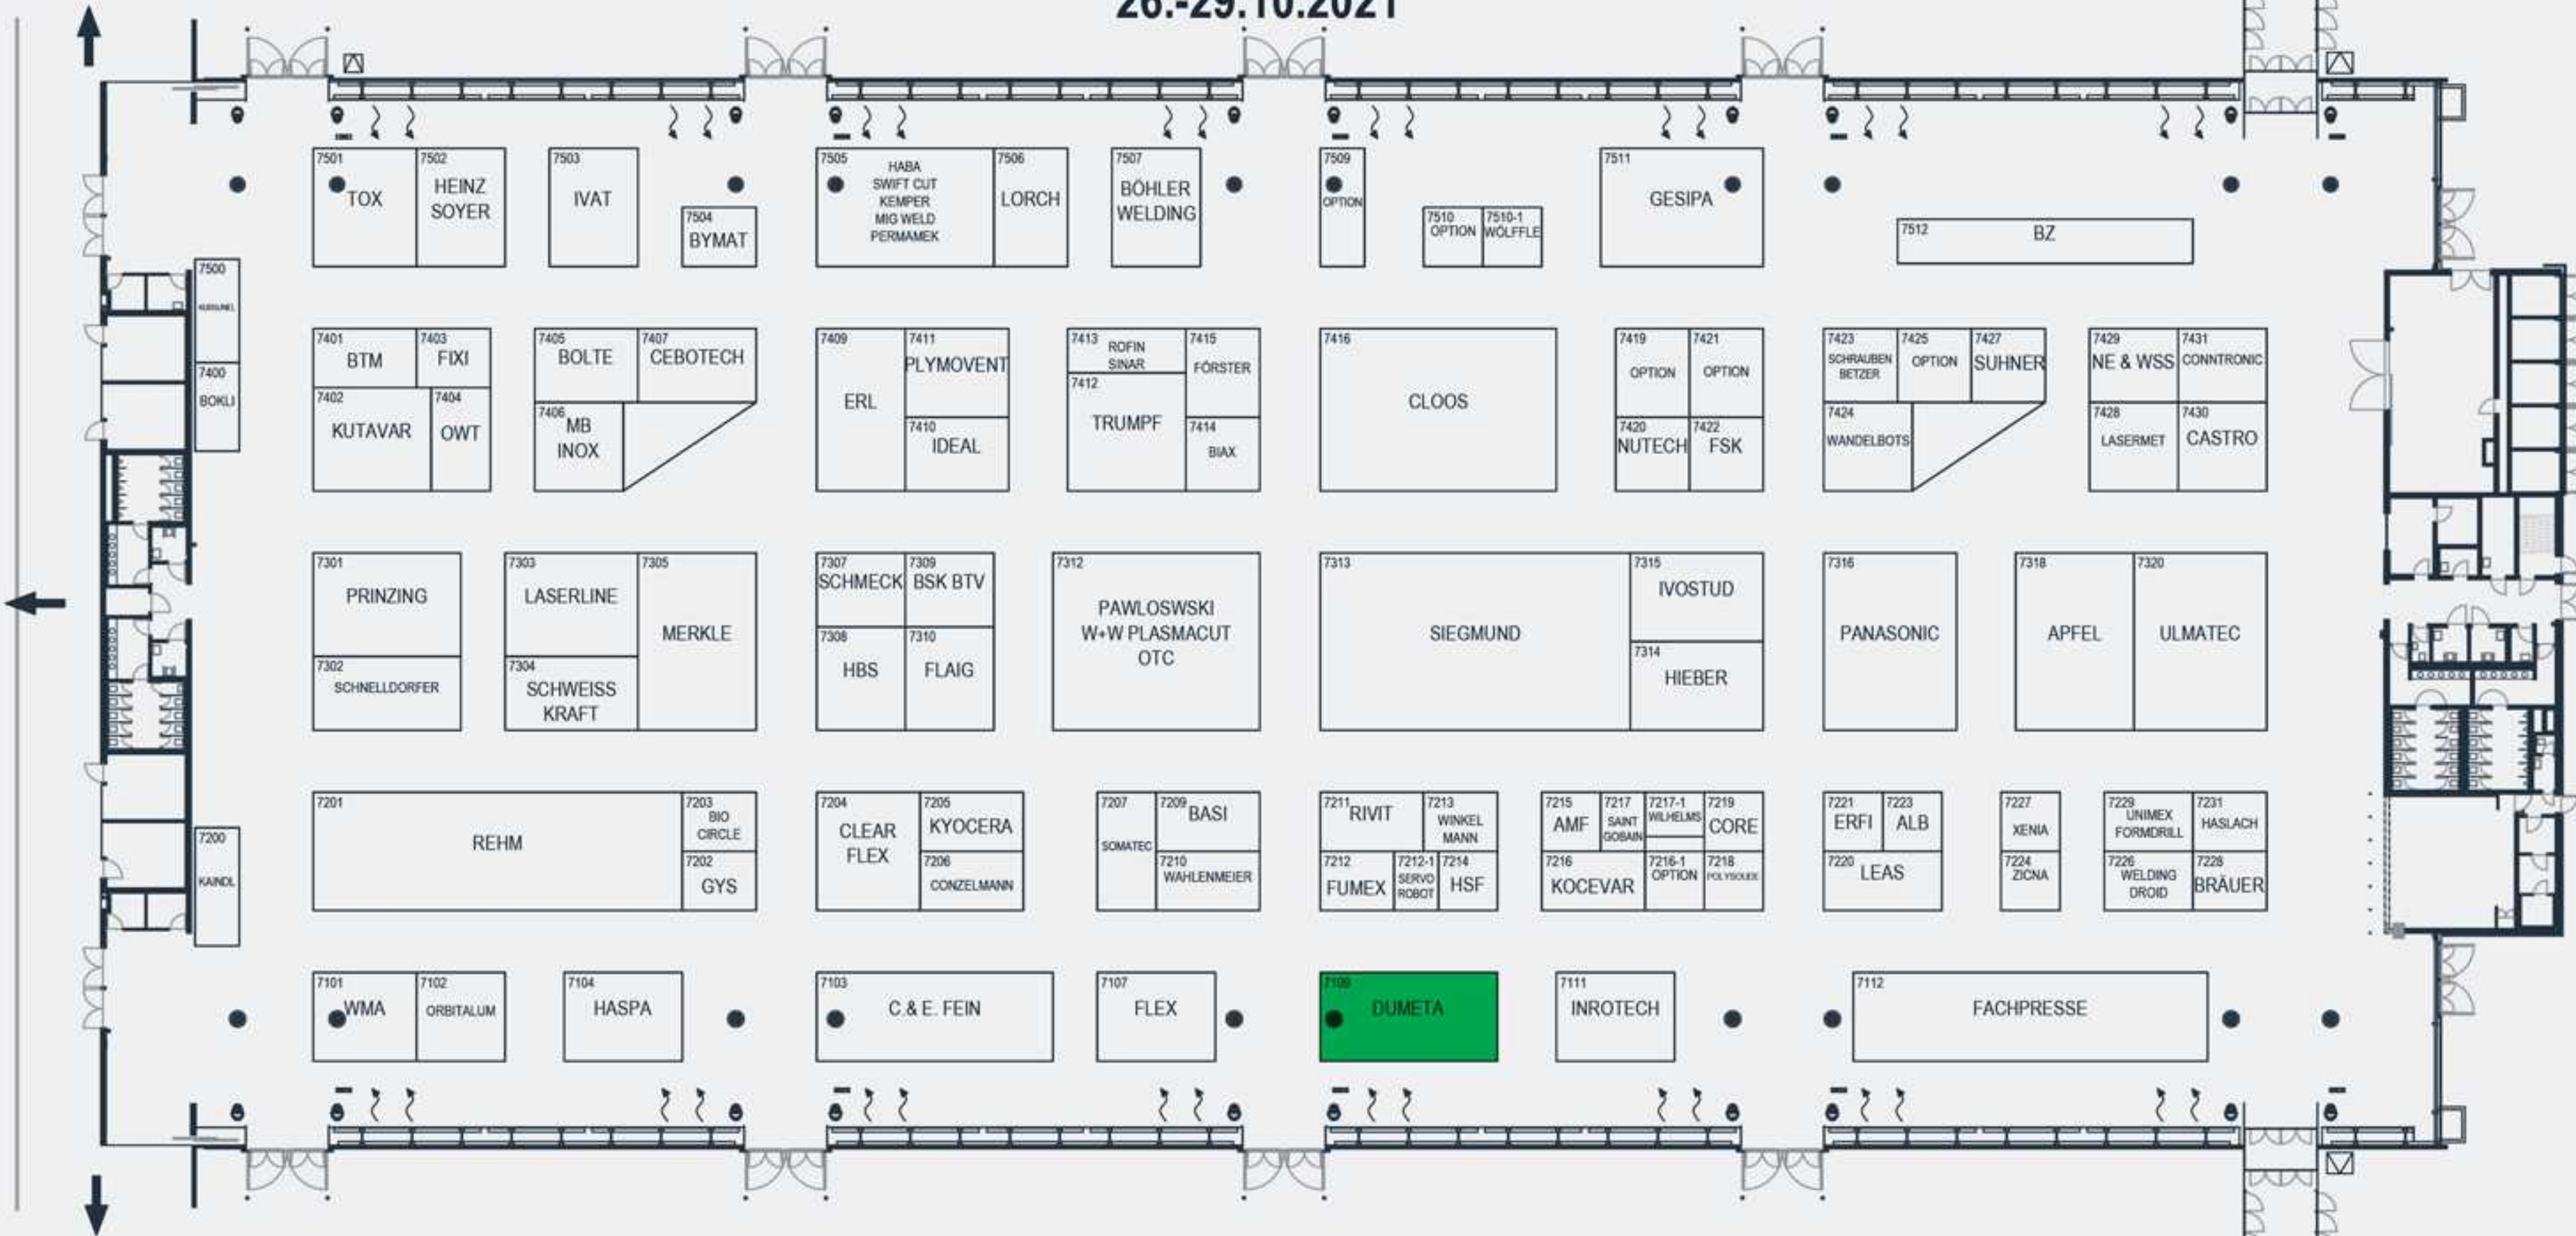 26.-29.10.2021
7501
TOX
7502
HEINZ
SOYER
7503
IVAT
7504
BYMAT
7505
HABA
SWIFT CUT
KEMPER
MIG WELD
PERMAMEK
7506
LORCH
7507
BÖHLER
WELDING
7509
OPTION
7510
OPTION
7510-1
WÖLFFLE
7511
GESIPA
7512
BZ
7500
7400
BOKLI
7401
BTM
7403
FIXI
7402
KUTAVAR
7404
OWT
7405
BOLTE
7407
CEBOTECH
7406
MB
INOX
7409
ERL
7411
PLYMOVENT
7410
IDEAL
7413
ROFIN
SINAR
7412
TRUMPF
7415
FÖRSTER
7414
BIAX
7416
CLOOS
7419
OPTION
7421
OPTION
7420
NUTECH
7422
FSK
7423
SCHRAUBEN
BETZER
7425
OPTION
7427
SUHNER
7424
WANDELBOTS
7429
NE & WSS
7431
CONNTRONIC
7428
LASERMET
7430
CASTRO
7301
PRINZING
7302
SCHNELLDORFER
7303
LASERLINE
7304
SCHWEISS
KRAFT
7305
MERKLE
7307
SCHMECK
7309
BSK BTV
7308
HBS
7310
FLAIG
7312
PAWLOSWSKI
W+W PLASMACUT
OTC
7313
SIEGMUND
7315
IVOSTUD
7314
HIEBER
7316
PANASONIC
7318
APFEL
7320
ULMATEC
7200
KAINDL
7201
REHM
7203
BIO
CIRCLE
7202
GYS
7204
CLEAR
FLEX
7205
KYOCERA
7206
CONZELMANN
7207
SOMATEC
7209
BASI
7210
WAHLENMEIER
7211
RIVIT
7213
WINKEL
MANN
7212
FUMEX
7212-1
SERVO
ROBOT
7214
HSF
7215
AMF
7217
SAINT
GOBAIN
7217-1
WILHELMS
7219
CORE
7216
KOCEVAR
7216-1
OPTION
7218
POLYSOUDE
7221
ERFI
7223
ALB
7220
LEAS
7227
XENIA
7224
ZICNA
7229
UNIMEX
FORMDRILL
7231
HASLACH
7226
WELDING
DROID
7228
BRÄUER
7101
WMA
7102
ORBITALUM
7104
HASPA
7103
C.& E. FEIN
7107
FLEX
7109
DUMETA
7111
INROTECH
7112
FACHPRESSE